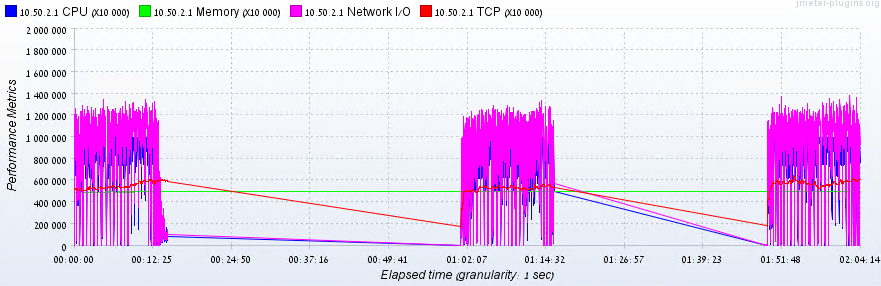 jmeter-plugins.org
10.50.2.1 CPU (X10 000) 10.50.2.1 Memory (X10 000) 10.50.2.1 Network I/O (X10 000) 10.50.2.1 TCP (X10 000)
2 000 000
1 800 000
1 600 000
1 400 000
1 200 000
1 000 000
800 000
600 000
400 000
200 000
0
Performance Metrics
00:00:00 00:12:25 00:24:50 00:37:16 00:49:41 01:02:07 01:14:32 01:26:57 01:39:23 01:51:48 02:04:14
Elapsed time (granularity: 1 sec)